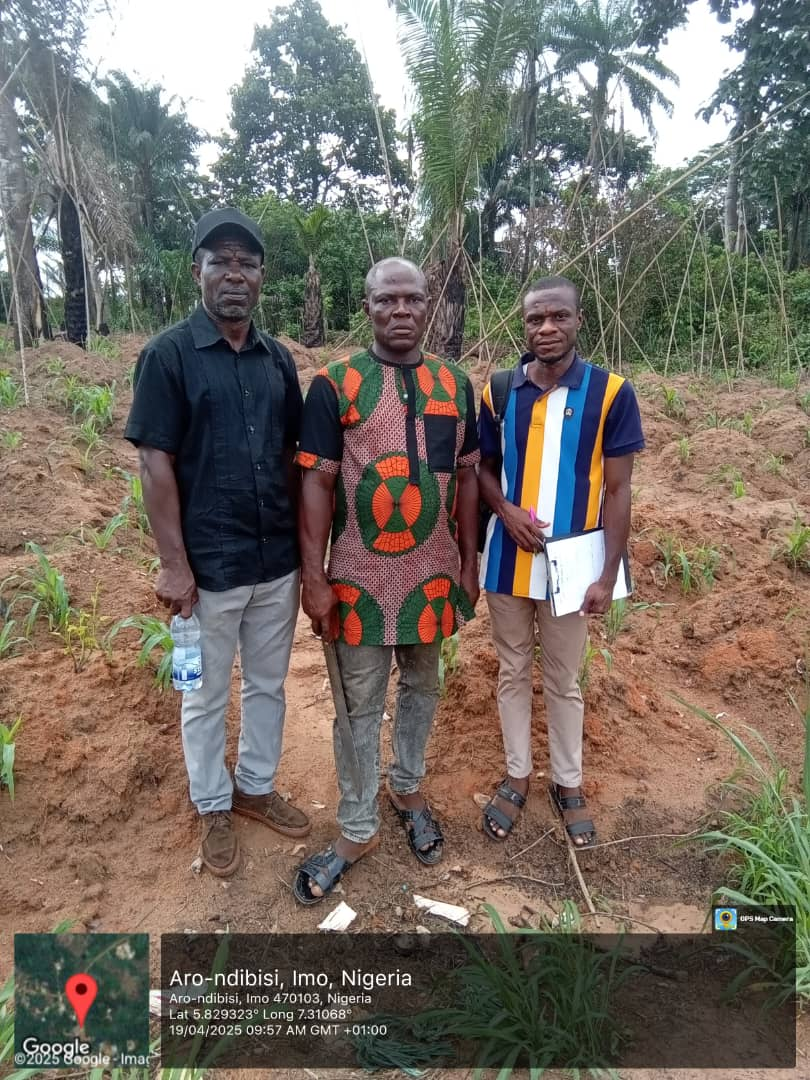 GPS Map Camera
Aro-ndibisi, Imo, Nigeria
Aro-ndibisi, Imo 470103, Nigeria
Lat 5.829323° Long 7.31068°
19/04/2025 09:57 AM GMT +01:00
Google
©2025 Google - Imag